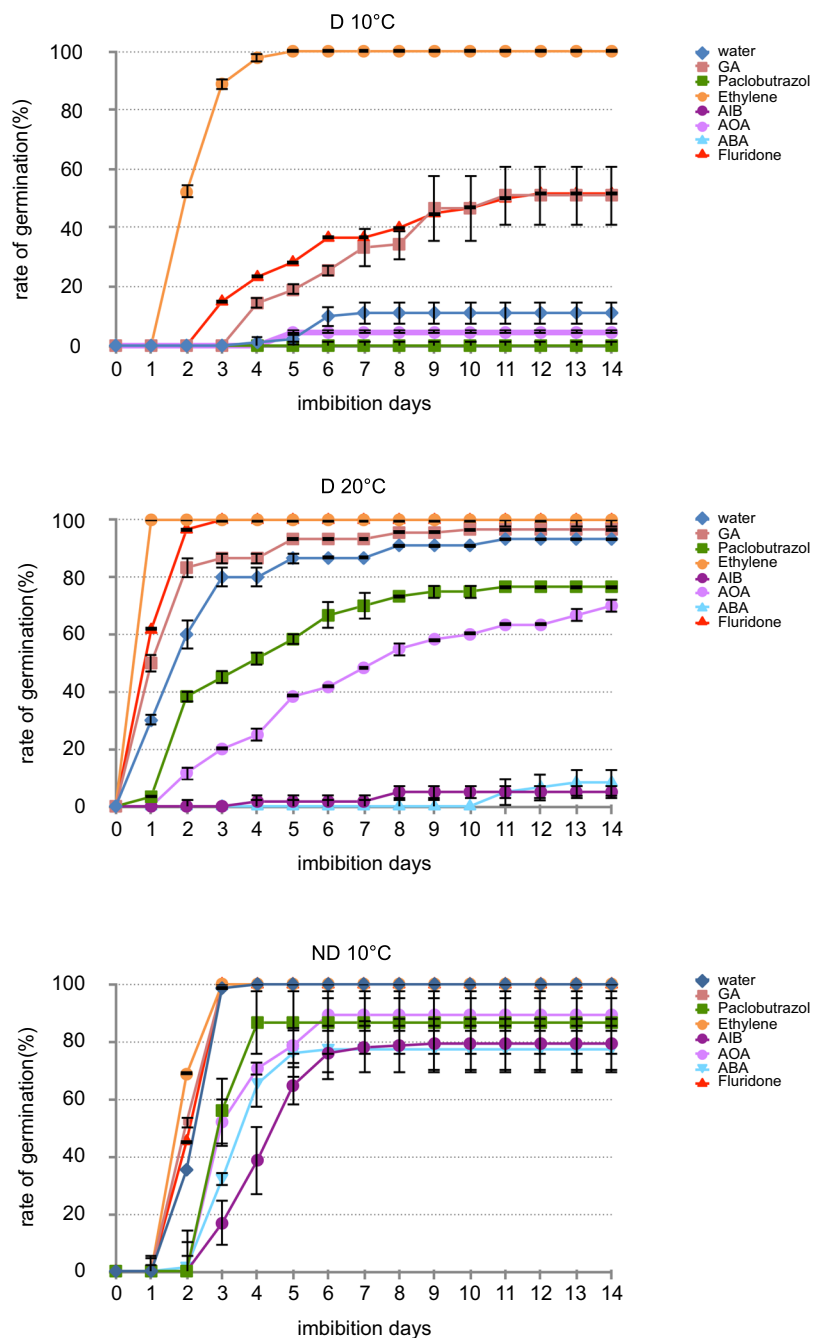 D 10°C
100
80
60
40
20
0
rate of germination(%)
0 1 2 3 4 5 6 7 8 9 10 11 12 13 14
imbibition days
water
GA
Paclobutrazol
Ethylene
AIB
AOA
ABA
Fluridone
D 20°C
100
80
60
40
20
0
rate of germination(%)
0 1 2 3 4 5 6 7 8 9 10 11 12 13 14
imbibition days
water
GA
Paclobutrazol
Ethylene
AIB
AOA
ABA
Fluridone
ND 10°C
100
80
60
40
20
0
rate of germination(%)
0 1 2 3 4 5 6 7 8 9 10 11 12 13 14
imbibition days
water
GA
Paclobutrazol
Ethylene
AIB
AOA
ABA
Fluridone